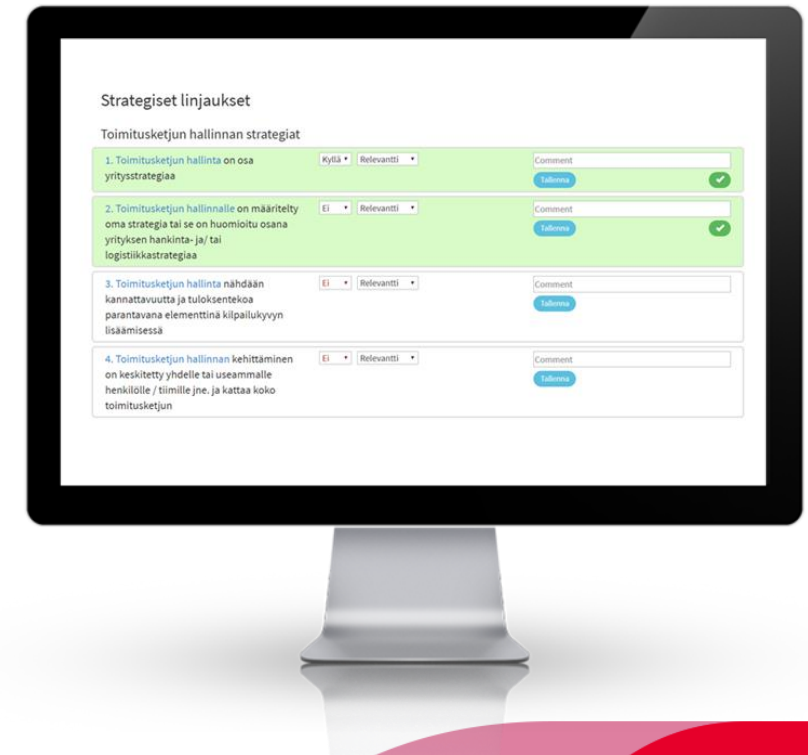 Strategiset linjaukset
Toimitusketjun hallinnan strategiat
1. Toimitusketjun hallinta on osa
yritysstrategiaa
Kyllä
Relevantti
Comment
Tallenna
2. Toimitusketjun hallinnalle on määritelty
oma strategia tai se on huomioitu osana
yrityksen hankinta- ja/ tai
logistiikkastrategiaa
Ei
Relevantti
Comment
Tallenna
3. Toimitusketjun hallinta nähdään
kannattavuutta ja tuloksentekoa
parantavana elementtinä kilpailukyvyn
lisäämisessä
Ei
Relevantti
Comment
Tallenna
4. Toimitusketjun hallinnan kehittäminen
on keskitetty yhdelle tai useammalle
henkilölle / tiimille jne. ja kattaa koko
toimitusketjun
Ei
Relevantti
Comment
Tallenna